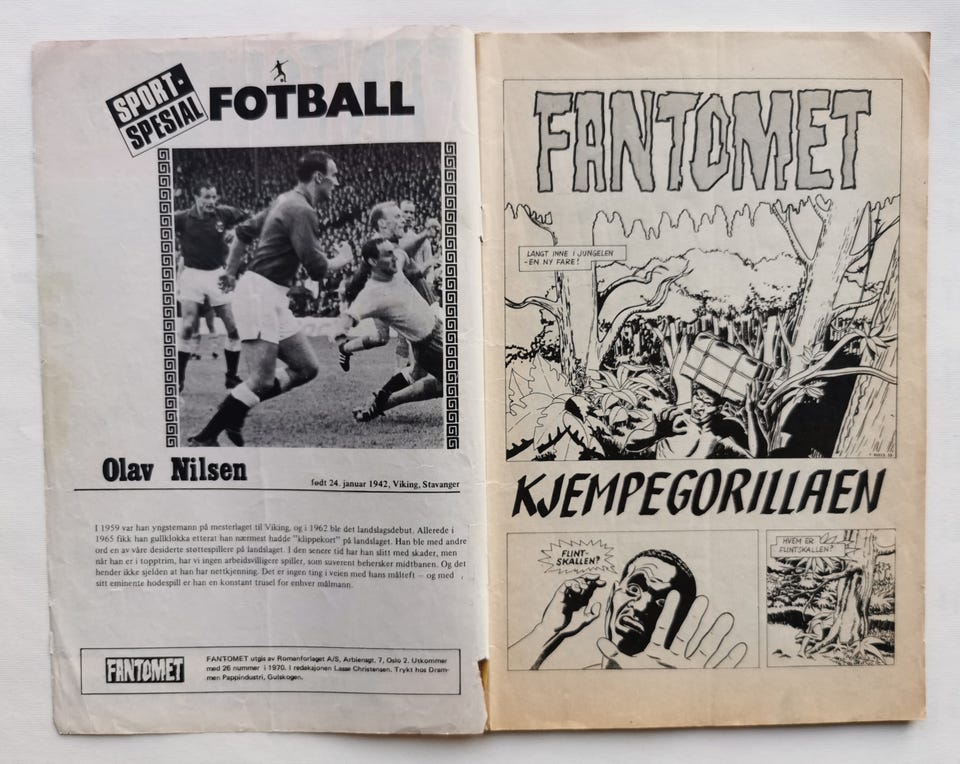 SPORT-
SPESIAL
FOTBALL
Olav Nilsen
født 24. januar 1942, Viking, Stavanger
I 1959 var han yngstemann på mesterlaget til Viking, og i 1962 ble det landslagsdebut. Allerede i
1965 fikk han gullklokka etterat han nærmest hadde "klippekort" på landslaget. Han ble med andre
ord en av våre desiderte støttespillere på landslaget. I den senere tid har han slitt med skader, men
når han er i topptrim, har vi ingen arbeidsvilligere spiller, som suverent behersker midtbanen. Og det
hender ikke sjelden at han har nettkjenning. Det er ingen ting i veien med hans målteft – og med
sitt eminente hodespill er han en konstant trusel for enhver målmann.
FANTOMET
FANTOMET utgis av Romanforlaget A/S, Arbiensgt. 7, Oslo 2. Utkommer
med 26 nummer i 1970. I redaksjonen Lasse Christensen. Trykt hos Dram-
men Pappindustri, Gulskogen.
FANTOMET
LANGT INNE I JUNGELEN
-EN NY FARE!
KJEMPEGORILLAEN
FLINT-
SKALLEN?
HVEM ER
FLINTSKALLEN?